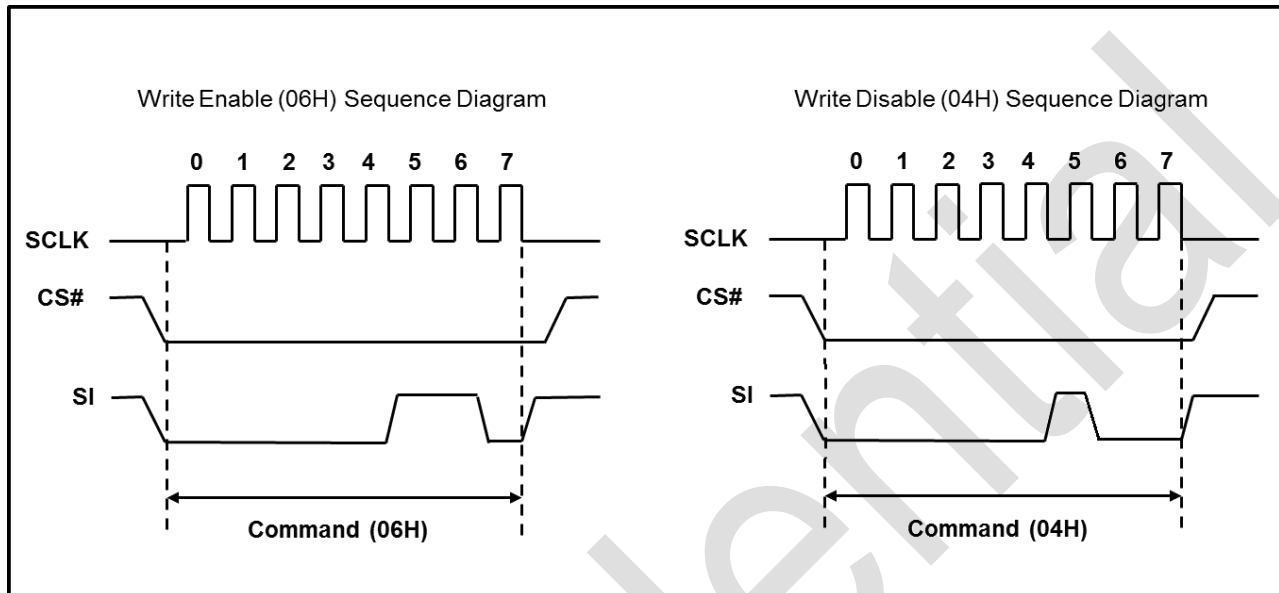 Write Enable (06H) Sequence Diagram
0 1 2 3 4 5 6 7
SCLK
CS#
SI
Command (06H)
Write Disable (04H) Sequence Diagram
0 1 2 3 4 5 6 7
SCLK
CS#
SI
Command (04H)
ential